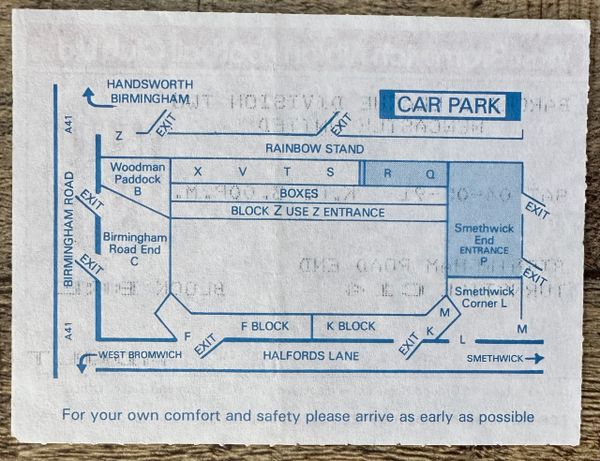 HANDSWORTH
BIRMINGHAM
CAR PARK
A41
Z
EXIT
EXIT
RAINBOW STAND
Woodman
Paddock
B
X V T S R Q
BOXES
BLOCK Z USE Z ENTRANCE
EXIT
BIRMINGHAM ROAD
EXIT
Birmingham
Road End
C
Smethwick
End
ENTRANCE
P
EXIT
EXIT
Smethwick
Corner L
A41
F
EXIT
F BLOCK
K BLOCK
EXIT
K
M
L
M
WEST BROMWICH
HALFORDS LANE
SMETHWICK
For your own comfort and safety please arrive as early as possible